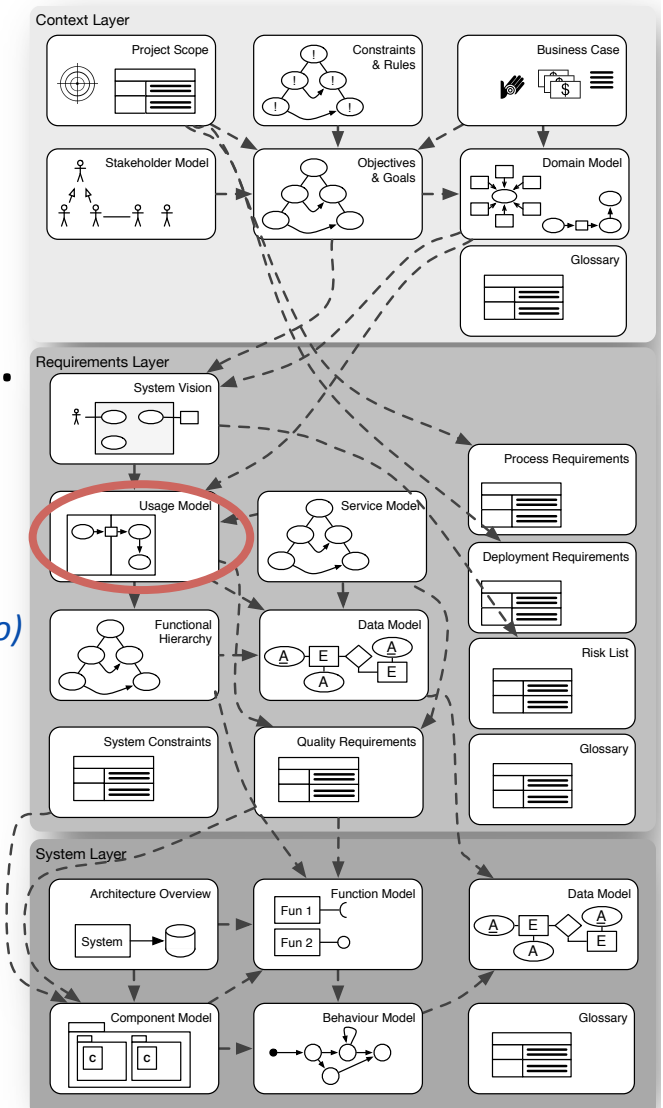 Context Layer
Project Scope
Constraints
& Rules
! 
! !
! !
Business Case
$
Stakeholder Model
Objectives
& Goals
Domain Model
Glossary
.
Requirements Layer
System Vision
Process Requirements
Usage Model
Service Model
Deployment Requirements
o)
Functional
Hierarchy
Data Model
A E A
A E
Risk List
System Constraints
Quality Requirements
Glossary
System Layer
Architecture Overview
System
Function Model
Fun 1
Fun 2
Data Model
A E A
A E
Component Model
C C
Behaviour Model
Glossary